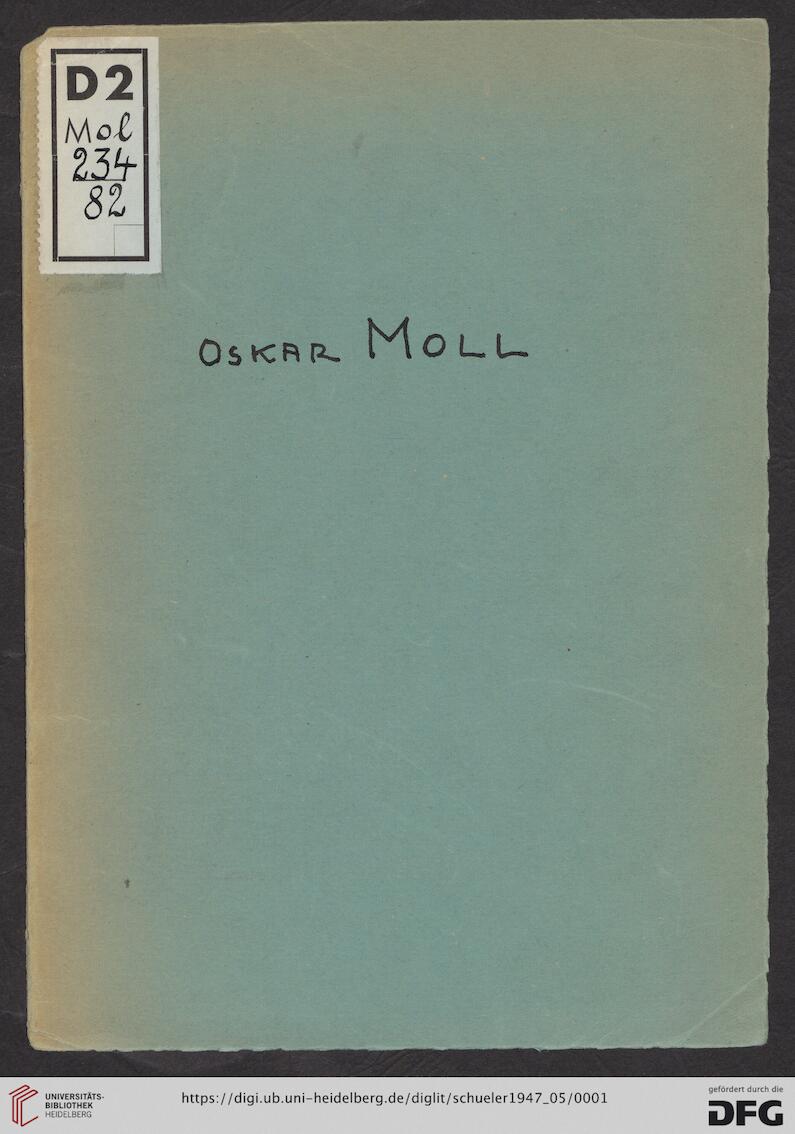 D2
Mol
234
82
OSKAR MOLL
UNIVERSITÄTS-
BIBLIOTHEK
HEIDELBERG
https://digi.ub.uni-heidelberg.de/diglit/schueler1947_05/0001
gefördert durch die
DFG